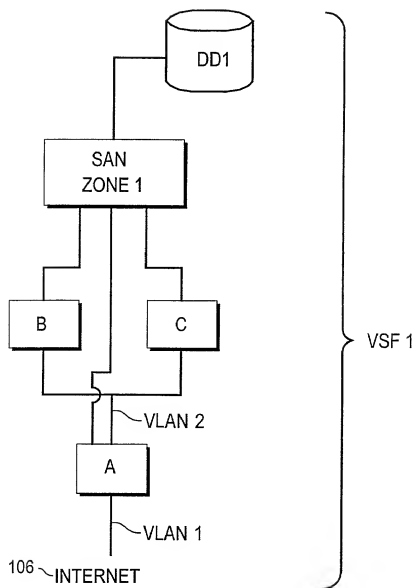 DD1
SAN
ZONE 1
B
C
VSF 1
VLAN 2
A
VLAN 1
106 INTERNET